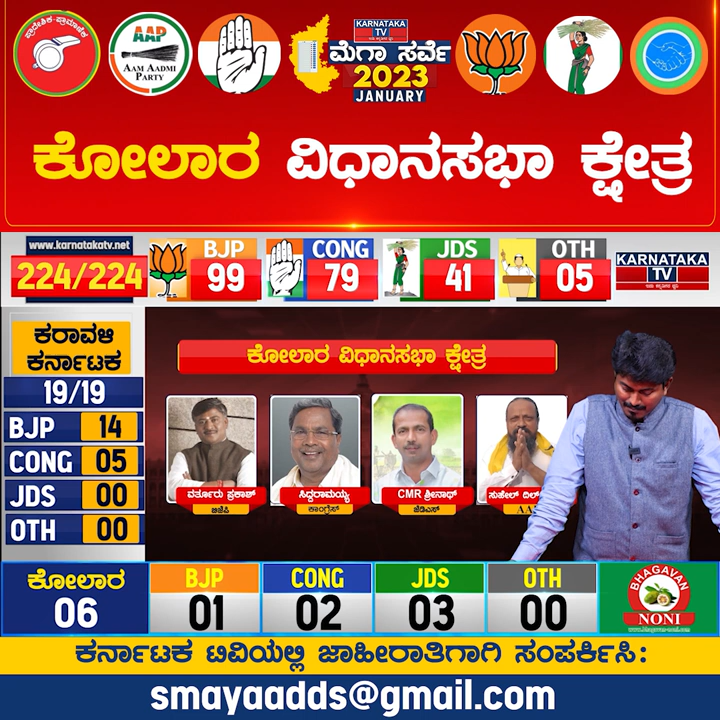 ಪ್ರಾದೇಶಿಕ-ಪ್ರಾಮಾಣಿಕ
AAP
AAM AADMI
PARTY
KARNATAKA
TV
ಮೆಗಾ ಸರ್ವೆ
2023
JANUARY
ಕೋಲಾರ ವಿಧಾನಸಭಾ ಕ್ಷೇತ್ರ
www.karnatakatv.net
224/224
BJP
99
CONG
79
JDS
41
OTH
05
KARNATAKA
TV
ಕರಾವಳಿ
ಕರ್ನಾಟಕ
19/19
BJP 14
CONG 05
JDS 00
OTH 00
ಕೋಲಾರ ವಿಧಾನಸಭಾ ಕ್ಷೇತ್ರ
ವರ್ತೂರು ಪ್ರಕಾಶ್
ಬಿಜೆಪಿ
ಸಿದ್ದರಾಮಯ್ಯ
ಕಾಂಗ್ರೆಸ್
CMR ಶ್ರೀನಾಥ್
ಜೆಡಿಎಸ್
ಸುಹೇಲ್ ದಿಲ್
AA
ಕೋಲಾರ
06
BJP
01
CONG
02
JDS
03
OTH
00
BHAGAVAN
NONI
ಕರ್ನಾಟಕ ಟಿವಿಯಲ್ಲಿ ಜಾಹೀರಾತಿಗಾಗಿ ಸಂಪರ್ಕಿಸಿ:
smayaadds@gmail.com